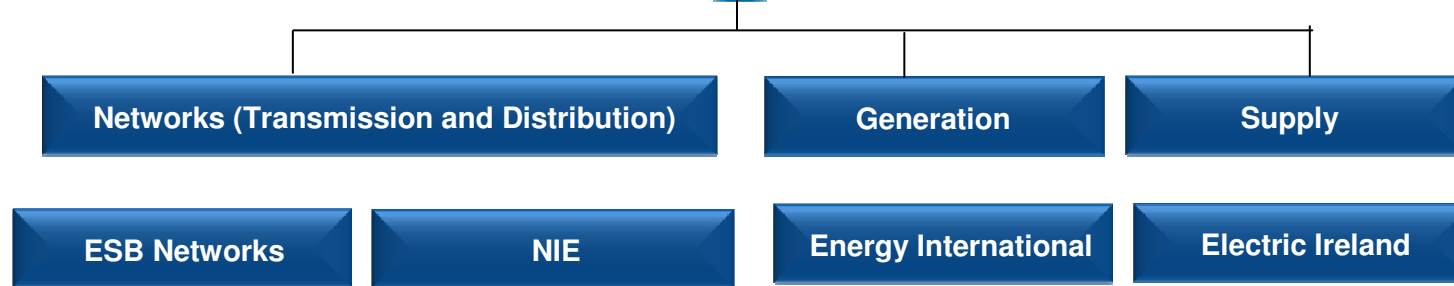 Networks (Transmission and Distribution)
Generation
Supply
ESB Networks
NIE
Energy International
Electric Ireland